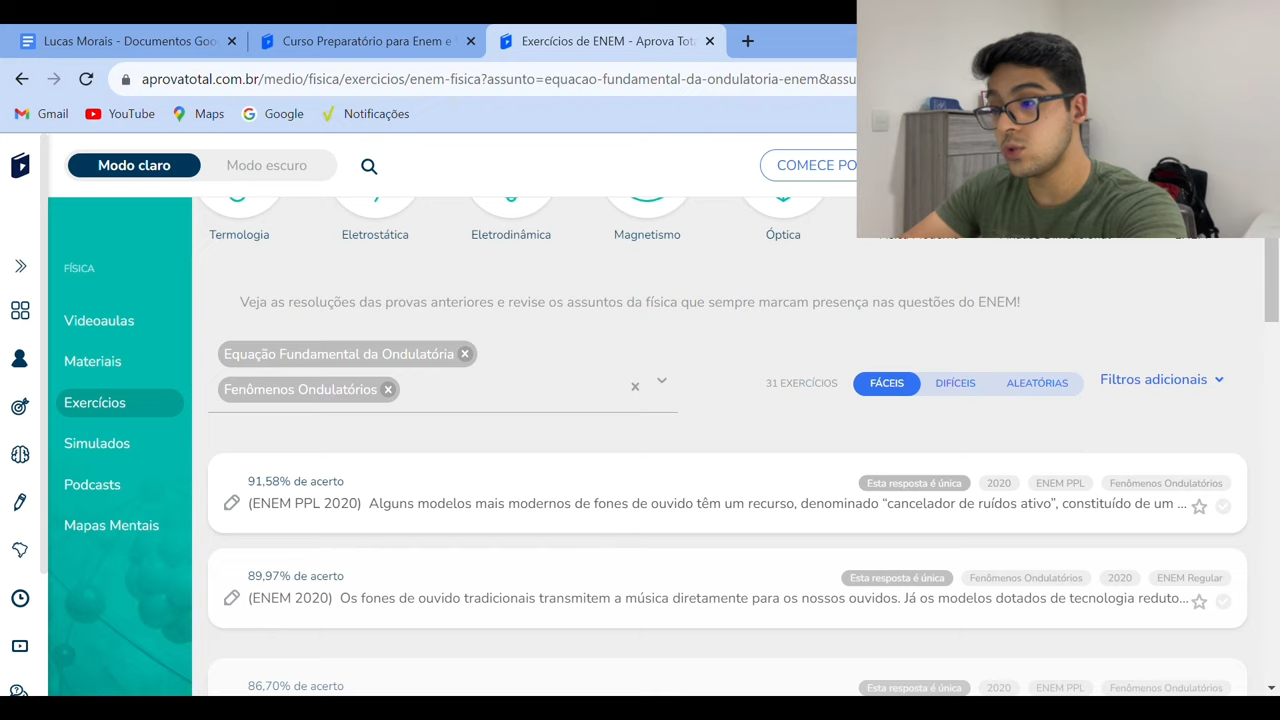 Lucas Morais - Documentos Goo
Curso Preparatório para Enem e
Exercícios de ENEM - Aprova Tota
aprovatotal.com.br/medio/fisica/exercicios/enem-fisica?assunto=equacao-fundamental-da-ondulatoria-enem&assu
Gmail
YouTube
Maps
Google
Notificações
Modo claro
Modo escuro
COMECE PO
Termologia
Eletrostática
Eletrodinâmica
Magnetismo
Óptica
FÍSICA
Videoaulas
Materiais
Exercícios
Simulados
Podcasts
Mapas Mentais
Veja as resoluções das provas anteriores e revise os assuntos da física que sempre marcam presença nas questões do ENEM!
Equação Fundamental da Ondulatória
Fenômenos Ondulatórios
31 EXERCÍCIOS
FÁCEIS
DIFÍCEIS
ALEATÓRIAS
Filtros adicionais
91,58% de acerto
Esta resposta é única
2020
ENEM PPL
Fenômenos Ondulatórios
(ENEM PPL 2020) Alguns modelos mais modernos de fones de ouvido têm um recurso, denominado “cancelador de ruídos ativo”, constituído de um ...
89,97% de acerto
Esta resposta é única
Fenômenos Ondulatórios
2020
ENEM Regular
(ENEM 2020) Os fones de ouvido tradicionais transmitem a música diretamente para os nossos ouvidos. Já os modelos dotados de tecnologia reduto...
86,70% de acerto
Esta resposta é única
2020
ENEM PPL
Fenômenos Ondulatórios